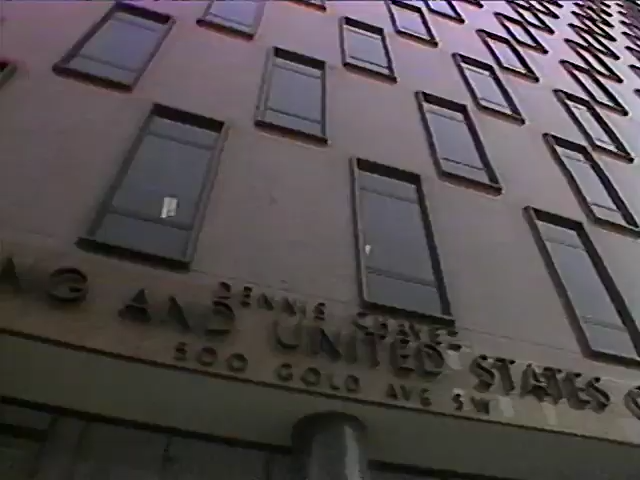 DENNIS CHAVEZ
AND UNITED STATES
500 GOLD AVE SW